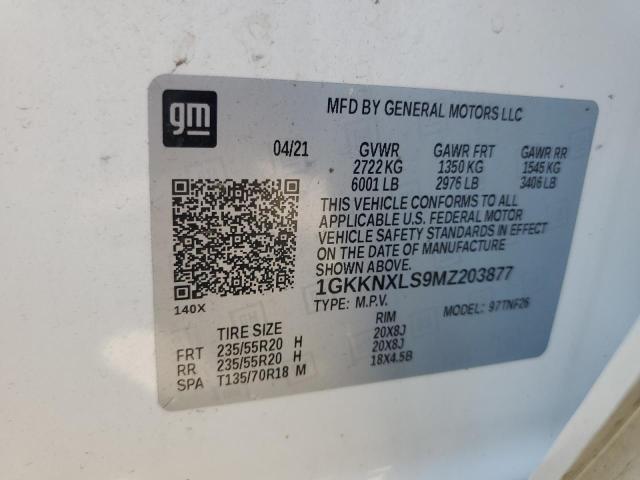 gm
MFD BY GENERAL MOTORS LLC
04/21 GVWR GAWR FRT GAWR RR
2722 KG 1350 KG 1545 KG
6001 LB 2976 LB 3406 LB
THIS VEHICLE CONFORMS TO ALL
APPLICABLE U.S. FEDERAL MOTOR
VEHICLE SAFETY STANDARDS IN EFFECT
ON THE DATE OF MANUFACTURE
SHOWN ABOVE.
1GKKNXLS9MZ203877
140X TYPE: M.P.V. MODEL: 97TNF26
TIRE SIZE RIM
FRT 235/55R20 H 20X8J
RR 235/55R20 H 20X8J
SPA T135/70R18 M 18X4.5B